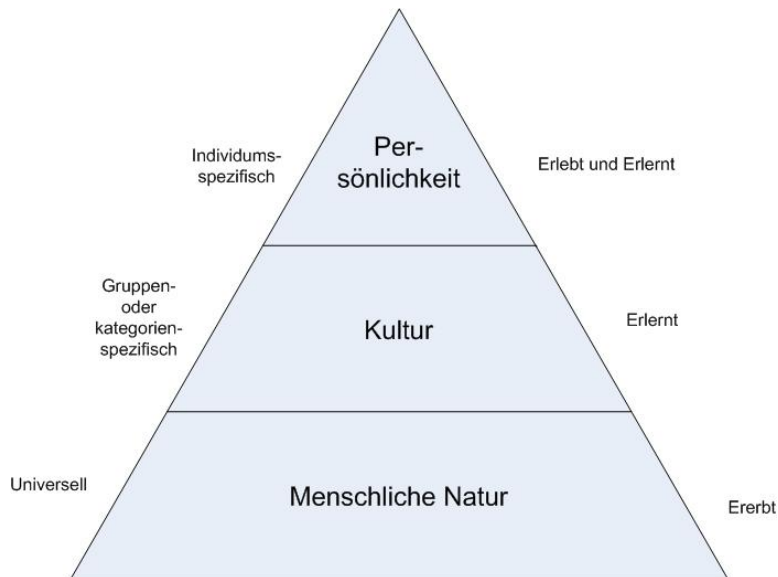 Per-
sönlichkeit
Individums-
spezifisch
Erlebt und Erlernt
Gruppen-
oder
kategorien-
spezifisch
Kultur
Erlernt
Universell
Menschliche Natur
Ererbt